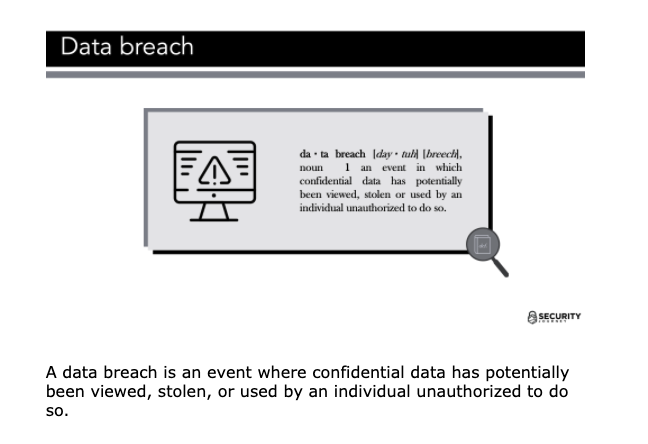 Data breach
da • ta breach |day • tuh| |breech|,
noun 1 an event in which
confidential data has potentially
been viewed, stolen or used by an
individual unauthorized to do so.
SECURITY
JOURNEY
A data breach is an event where confidential data has potentially
been viewed, stolen, or used by an individual unauthorized to do
so.